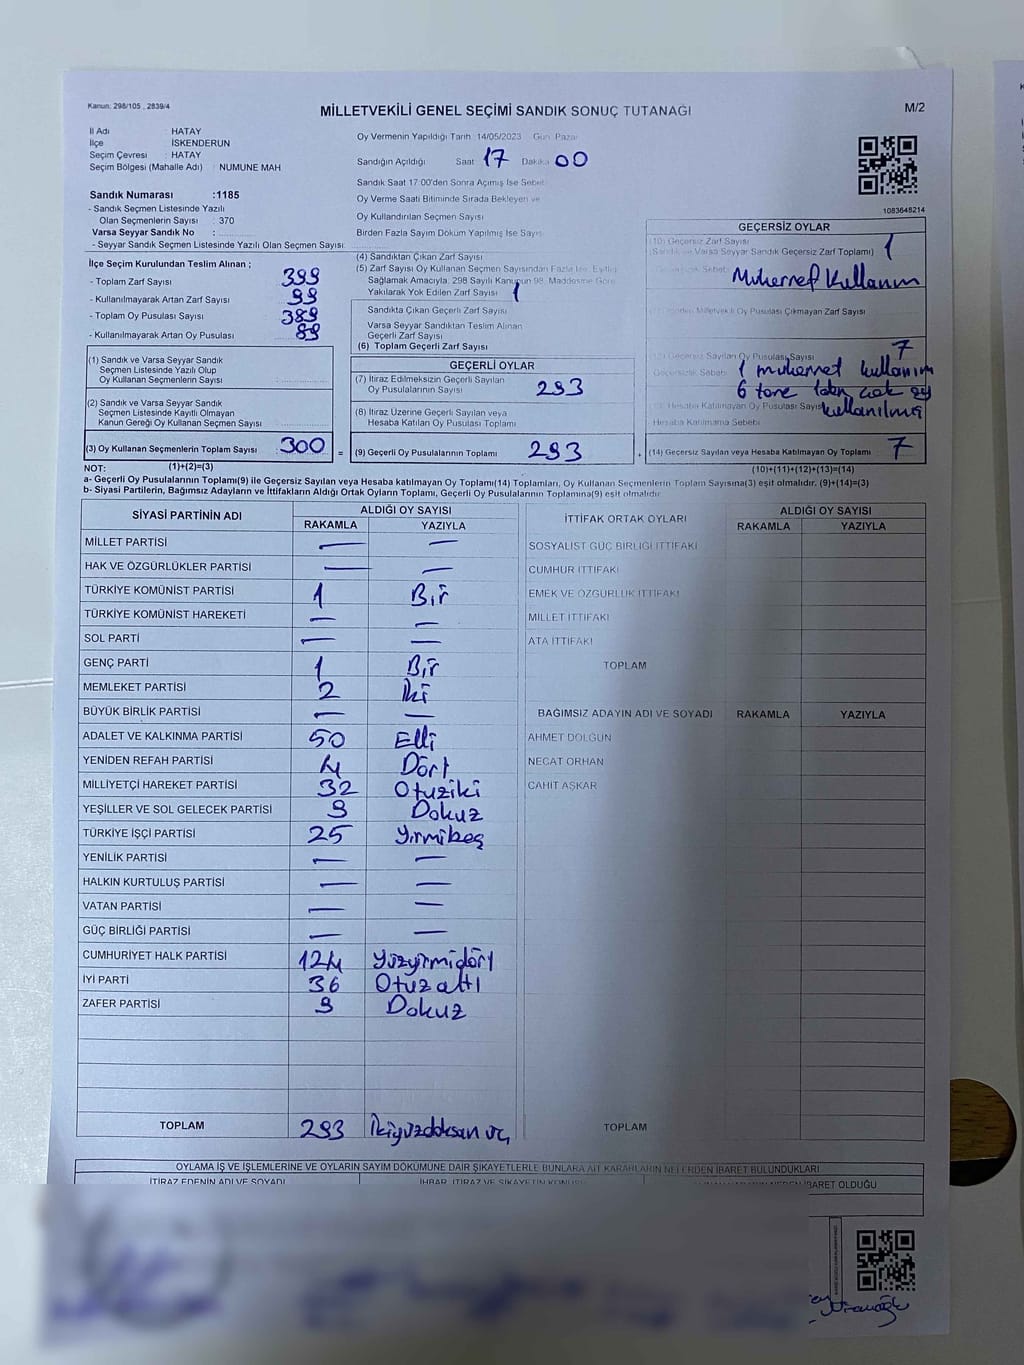 Kanun: 298/105 , 2839/4
MİLLETVEKİLİ GENEL SEÇİMİ SANDIK SONUÇ TUTANAĞI
M/2
İl Adı : HATAY
İlçe : İSKENDERUN
Seçim Çevresi : HATAY
Seçim Bölgesi (Mahalle Adı) : NUMUNE MAH
Sandık Numarası :1185
- Sandık Seçmen Listesinde Yazılı
Olan Seçmenlerin Sayısı : 370
Varsa Seyyar Sandık No :
- Seyyar Sandık Seçmen Listesinde Yazılı Olan Seçmen Sayısı:
Oy Vermenin Yapıldığı Tarih: 14/05/2023 Gün: Pazar
Sandığın Açıldığı Saat 17 Dakika 00
Sandık Saat 17:00'den Sonra Açılmış İse Sebebi
Oy Verme Saati Bitiminde Sırada Bekleyen ve
Oy Kullandırılan Seçmen Sayısı
Birden Fazla Sayım Döküm Yapılmış İse Sayısı
1083648214
İlçe Seçim Kurulundan Teslim Alınan ;
- Toplam Zarf Sayısı : 399
- Kullanılmayarak Artan Zarf Sayısı : 99
- Toplam Oy Pusulası Sayısı : 389
- Kullanılmayarak Artan Oy Pusulası : 89
(4) Sandıktan Çıkan Zarf Sayısı
(5) Zarf Sayısı Oy Kullanan Seçmen Sayısından Fazla İse, Eşitliği
Sağlamak Amacıyla, 298 Sayılı Kanunun 98. Maddesine Göre
Yakılarak Yok Edilen Zarf Sayısı 1
Sandıkta Çıkan Geçerli Zarf Sayısı
Varsa Seyyar Sandıktan Teslim Alınan
Geçerli Zarf Sayısı
(6) Toplam Geçerli Zarf Sayısı
GEÇERSİZ OYLAR
(10) Geçersiz Zarf Sayısı
(Sandık ve Varsa Seyyar Sandık Geçersiz Zarf Toplamı) 1
Geçersizlik Sebebi: Mükerref Kullanım
Milletvekili Oy Pusulası Çıkmayan Zarf Sayısı
(12) Geçersiz Sayılan Oy Pusulası Sayısı 7
Geçersizlik Sebebi: 1 mükerret kullanım
6 tane 1den çok oy
kullanılmış
(13) Hesaba Katılmayan Oy Pusulası Sayısı
Hesaba Katılmama Sebebi
(14) Geçersiz Sayılan veya Hesaba Katılmayan Oy Toplamı 7
(10)+(11)+(12)+(13)=(14)
(1) Sandık ve Varsa Seyyar Sandık
Seçmen Listesinde Yazılı Olup
Oy Kullanan Seçmenlerin Sayısı :
(2) Sandık ve Varsa Seyyar Sandık
Seçmen Listesinde Kayıtlı Olmayan
Kanun Gereği Oy Kullanan Seçmen Sayısı :
(3) Oy Kullanan Seçmenlerin Toplam Sayısı : 300 =
GEÇERLİ OYLAR
(7) İtiraz Edilmeksizin Geçerli Sayılan
Oy Pusulalarının Sayısı 293
(8) İtiraz Üzerine Geçerli Sayılan veya
Hesaba Katılan Oy Pusulası Toplamı
(9) Geçerli Oy Pusulalarının Toplamı 293 +
NOT: (1)+(2)=(3)
a- Geçerli Oy Pusulalarının Toplamı(9) ile Geçersiz Sayılan veya Hesaba Katılmayan Oy Toplamı(14) Toplamları, Oy Kullanan Seçmenlerin Toplam Sayısına(3) eşit olmalıdır. (9)+(14)=(3)
b- Siyasi Partilerin, Bağımsız Adayların ve İttifakların Aldığı Ortak Oyların Toplamı, Geçerli Oy Pusulalarının Toplamına(9) eşit olmalıdır
SİYASİ PARTİNİN ADI ALDIĞI OY SAYISI
RAKAMLA YAZIYLA
MİLLET PARTİSİ — —
HAK VE ÖZGÜRLÜKLER PARTİSİ — —
TÜRKİYE KOMÜNİST PARTİSİ 1 Bir
TÜRKİYE KOMÜNİST HAREKETİ — —
SOL PARTİ — —
GENÇ PARTİ 1 Bir
MEMLEKET PARTİSİ 2 İki
BÜYÜK BİRLİK PARTİSİ — —
ADALET VE KALKINMA PARTİSİ 50 Elli
YENİDEN REFAH PARTİSİ 4 Dört
MİLLİYETÇİ HAREKET PARTİSİ 32 Otuziki
YEŞİLLER VE SOL GELECEK PARTİSİ 9 Dokuz
TÜRKİYE İŞÇİ PARTİSİ 25 Yirmibeş
YENİLİK PARTİSİ — —
HALKIN KURTULUŞ PARTİSİ — —
VATAN PARTİSİ — —
GÜÇ BİRLİĞİ PARTİSİ — —
CUMHURİYET HALK PARTİSİ 124 Yüzyirmidört
İYİ PARTİ 36 Otuzaltı
ZAFER PARTİSİ 9 Dokuz
TOPLAM 293 İkiyüzdoksan üç
İTTİFAK ORTAK OYLARI ALDIĞI OY SAYISI
RAKAMLA YAZIYLA
SOSYALİST GÜÇ BİRLİĞİ İTTİFAKI
CUMHUR İTTİFAKI
EMEK VE ÖZGÜRLÜK İTTİFAKI
MİLLET İTTİFAKI
ATA İTTİFAKI
TOPLAM
BAĞIMSIZ ADAYIN ADI VE SOYADI RAKAMLA YAZIYLA
AHMET DOLGUN
NECAT ORHAN
CAHİT AŞKAR
TOPLAM
OYLAMA İŞ VE İŞLEMLERİNE VE OYLARIN SAYIM DÖKÜMÜNE DAİR ŞİKAYETLERLE BUNLARA AİT KARARLARIN NELERDEN İBARET BULUNDUKLARI
İTİRAZ EDENİN ADI VE SOYADI İHBAR, İTİRAZ VE ŞİKAYETİN KONUSU İBARET OLDUĞU